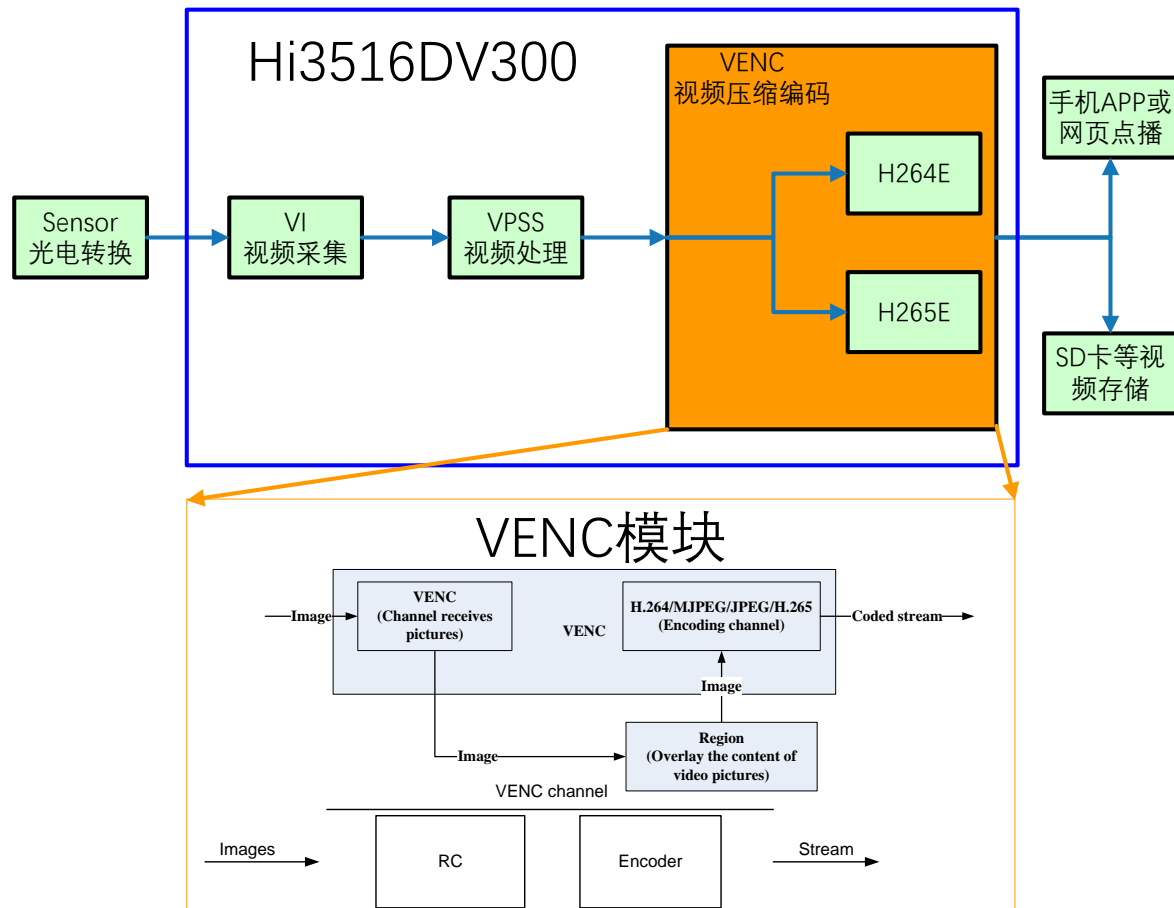 Hi3516DV300
VENC
视频压缩编码
H264E
H265E
Sensor
光电转换
VI
视频采集
VPSS
视频处理
手机APP或
网页点播
SD卡等视
频存储
VENC模块
Image
VENC
(Channel receives
pictures)
VENC
H.264/MJPEG/JPEG/H.265
(Encoding channel)
Coded stream
Image
Image
Region
(Overlay the content of
video pictures)
VENC channel
Images
RC
Encoder
Stream